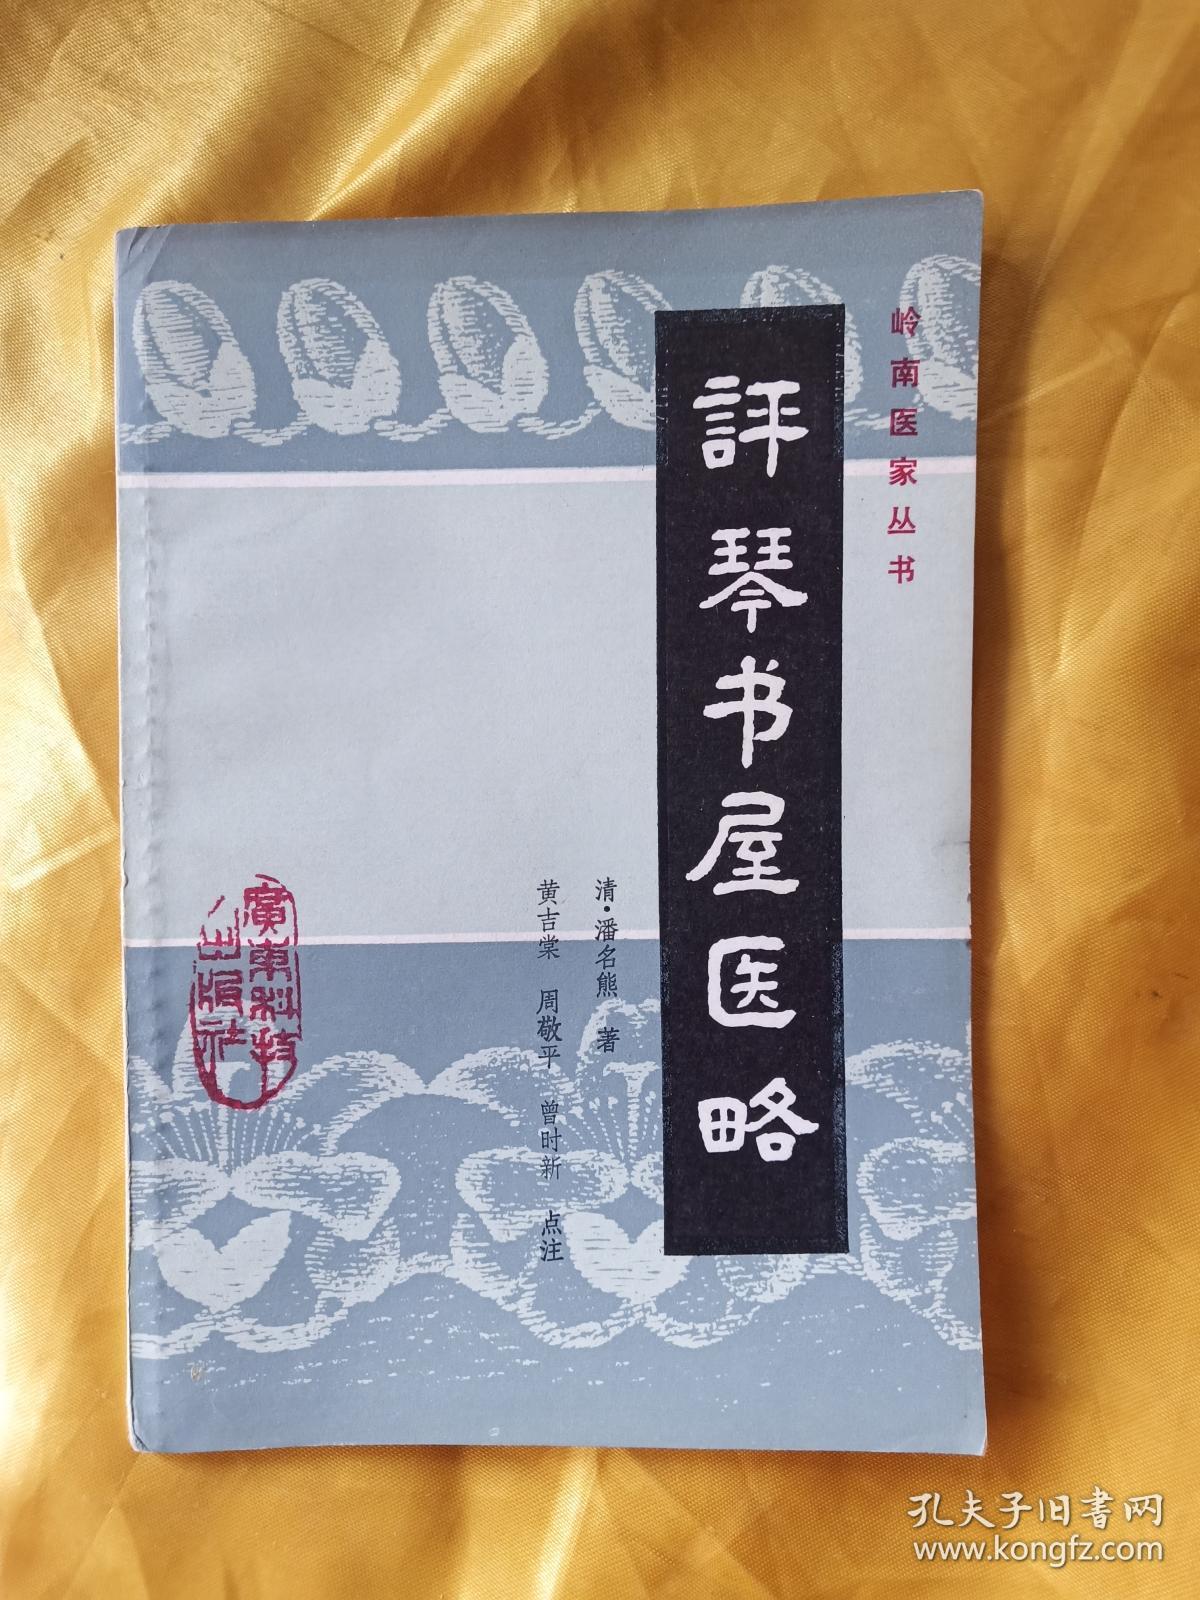 岭南医家丛书
評琴书屋医略
清·潘名熊 著
黄吉棠 周敬平 曾时新 点注
廣東科技
出版社
孔夫子旧書网
www.kongfz.com